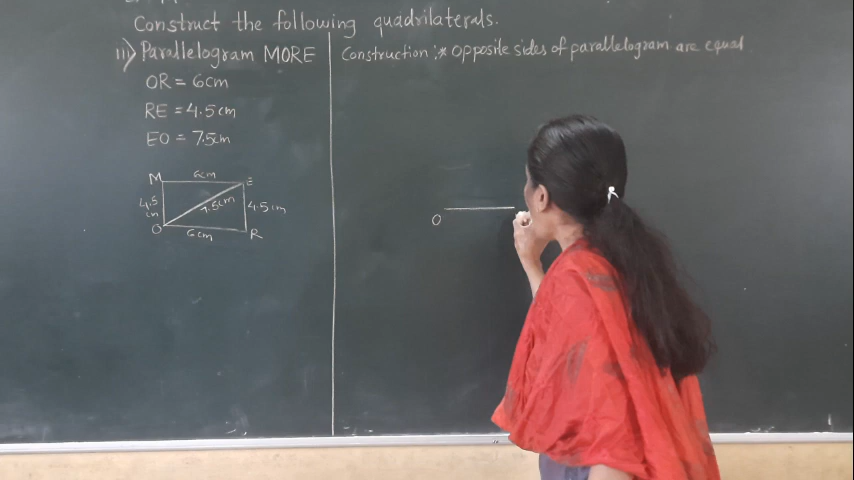 Construct the following quadrilaterals.
ii) Parallelogram MORE
OR = 6cm
RE = 4.5cm
EO = 7.5cm
M 6cm E
4.5 cm 7.5cm 4.5cm
O 6cm R
Construction :* Opposite sides of parallelogram are equal
O